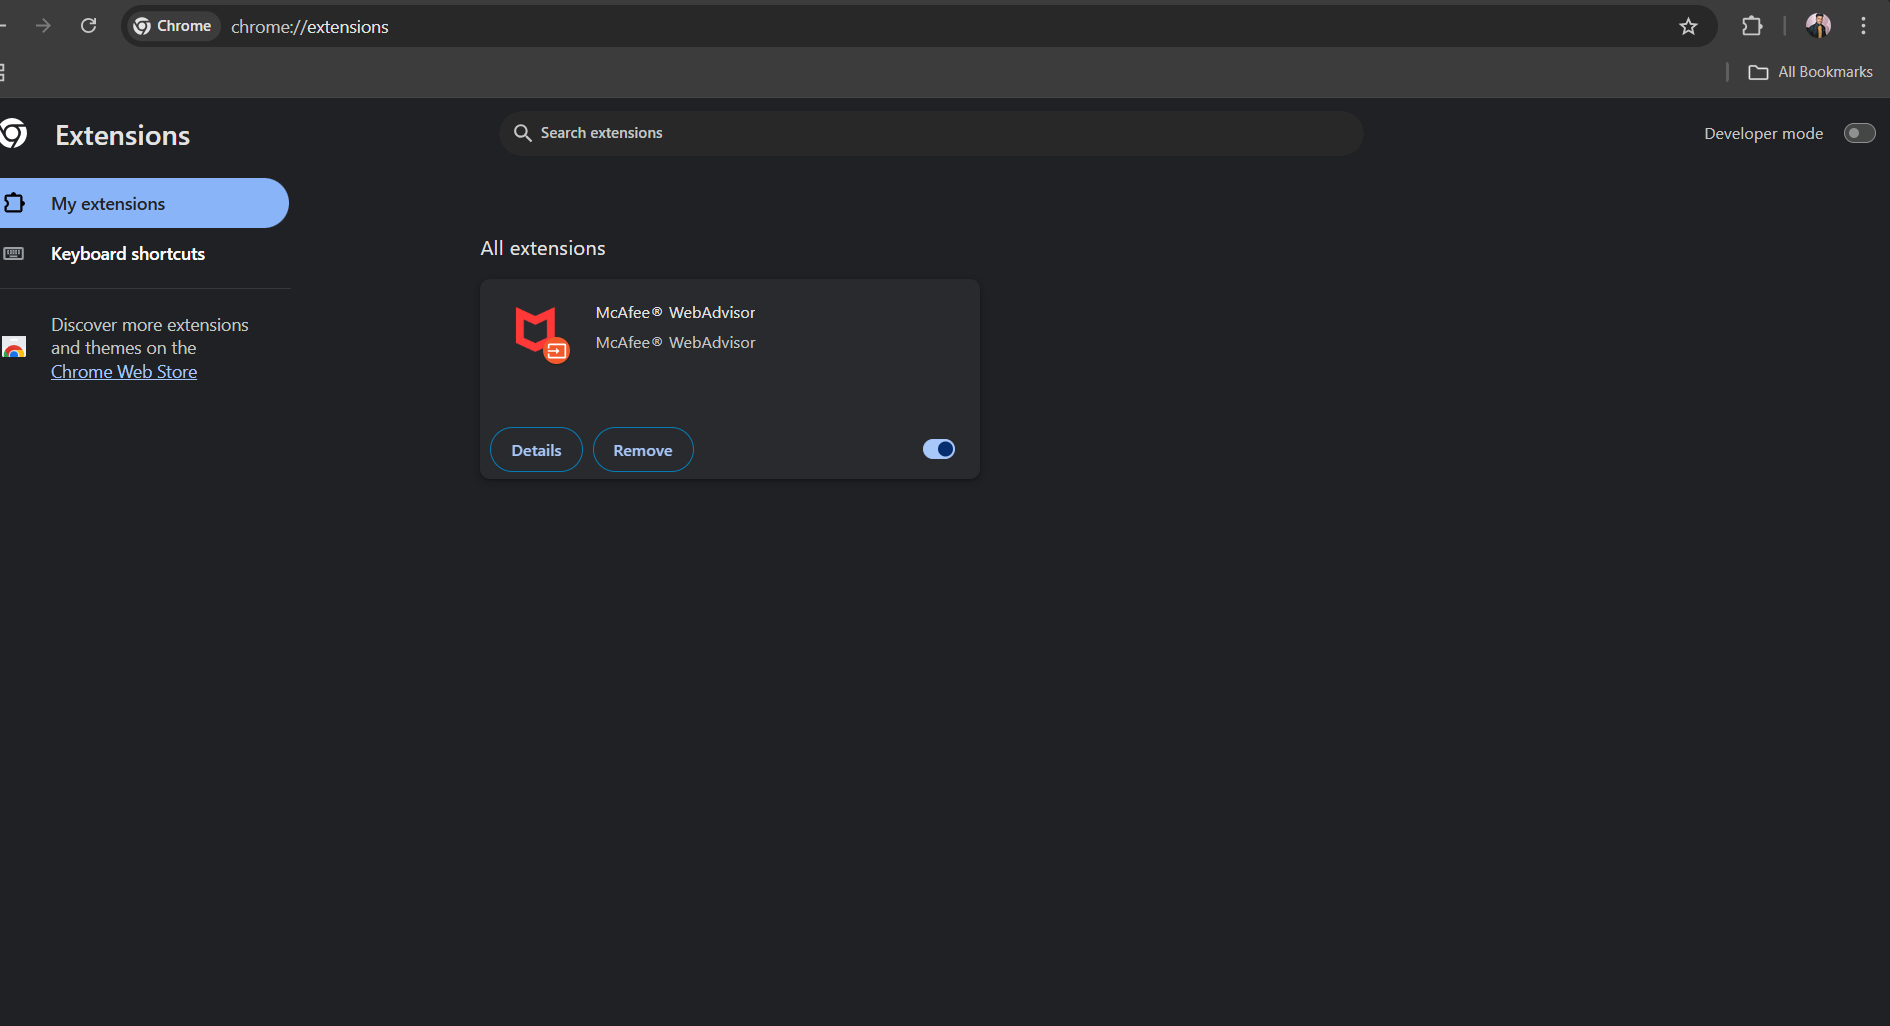 Chrome
chrome://extensions
All Bookmarks
Extensions
Search extensions
Developer mode
My extensions
Keyboard shortcuts
Discover more extensions
and themes on the
Chrome Web Store
All extensions
McAfee® WebAdvisor
McAfee® WebAdvisor
Details
Remove